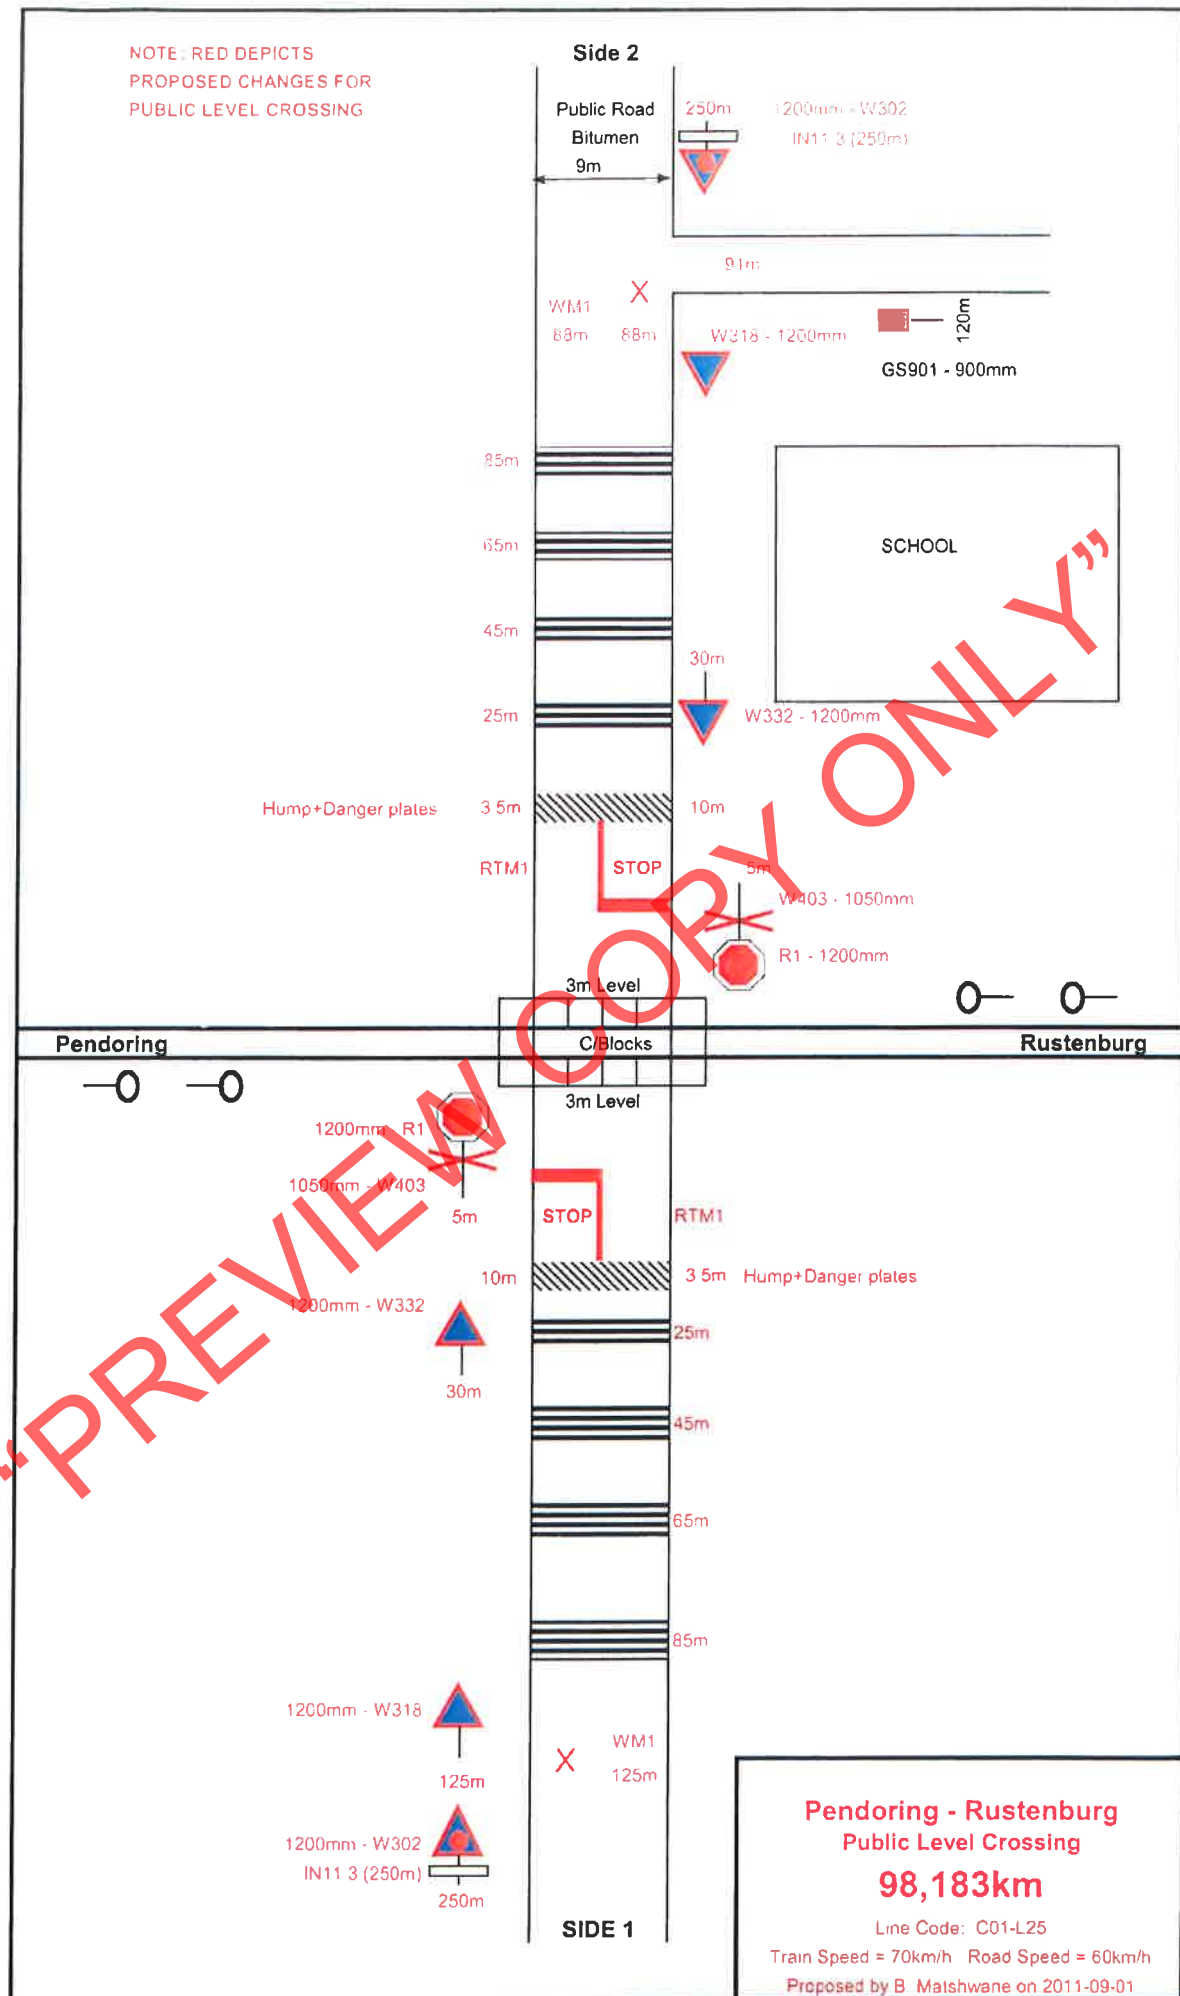 NOTE: RED DEPICTS
PROPOSED CHANGES FOR
PUBLIC LEVEL CROSSING
Side 2
Public Road
Bitumen
9m
250m
1200mm - W302
IN11 3 (250m)
91m
WM1
88m
88m
W318 - 1200mm
120m
GS901 - 900mm
85m
65m
SCHOOL
45m
30m
25m
W332 - 1200mm
Hump+Danger plates
3 5m
10m
RTM1
STOP
5m
W403 - 1050mm
R1 - 1200mm
3m Level
Pendoring
C/Blocks
Rustenburg
3m Level
1200mm - R1
1050mm - W403
5m
STOP
RTM1
10m
3 5m Hump+Danger plates
1200mm - W332
25m
30m
45m
65m
85m
1200mm - W318
WM1
125m
125m
1200mm - W302
IN11 3 (250m)
250m
SIDE 1
Pendoring - Rustenburg
Public Level Crossing
98,183km
Line Code: C01-L25
Train Speed = 70km/h Road Speed = 60km/h
Proposed by B Matshwane on 2011-09-01
“PREVIEW COPY ONLY”